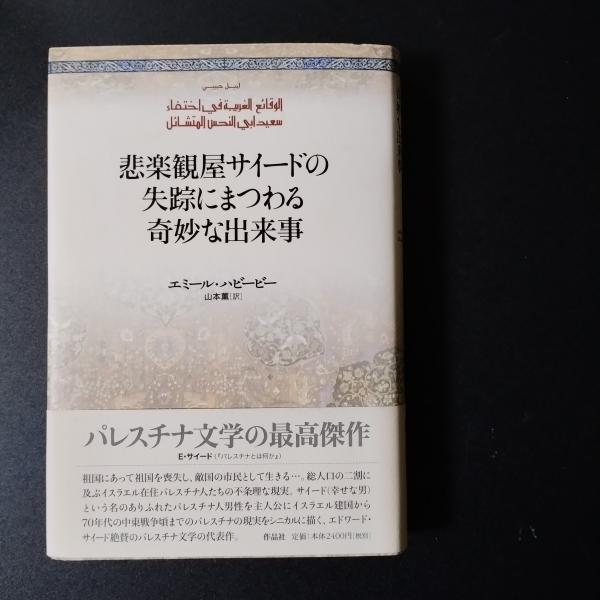 اميل حبيبي
الوقائع الغريبة في اختفاء
سعيد أبي النحس المتشائل
悲楽観屋サイードの
失踪にまつわる
奇妙な出来事
エミール・ハビービー
山本薫[訳]
パレスチナ文学の最高傑作
E・サイード(『パレスチナとは何か』)
祖国にあって祖国を喪失し、敵国の市民として生きる…。総人口の二割に
及ぶイスラエル在住パレスチナ人たちの不条理な現実。サイード(幸せな男)
という名のありふれたパレスチナ人男性を主人公にイスラエル建国から
70年代の中東戦争頃までのパレスチナの現実をシニカルに描く、エドワード・
サイード絶賛のパレスチナ文学の代表作。
作品社 定価:本体2400円(税別)